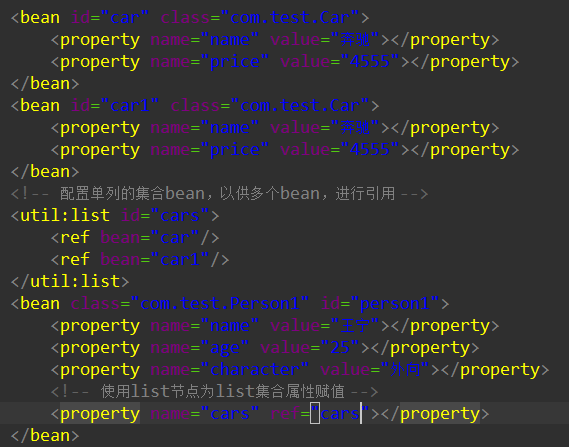 <bean id="car" class="com.test.Car">
<property name="name" value="奔驰"></property>
<property name="price" value="4555"></property>
</bean>
<bean id="car1" class="com.test.Car">
<property name="name" value="奔驰"></property>
<property name="price" value="4555"></property>
</bean>
<!-- 配置单列的集合bean，以供多个bean，进行引用 -->
<util:list id="cars">
<ref bean="car"/>
<ref bean="car1"/>
</util:list>
<bean class="com.test.Person1" id="person1">
<property name="name" value="王宇"></property>
<property name="age" value="25"></property>
<property name="character" value="外向"></property>
<!-- 使用list节点为list集合属性赋值 -->
<property name="cars" ref="cars"></property>
</bean>